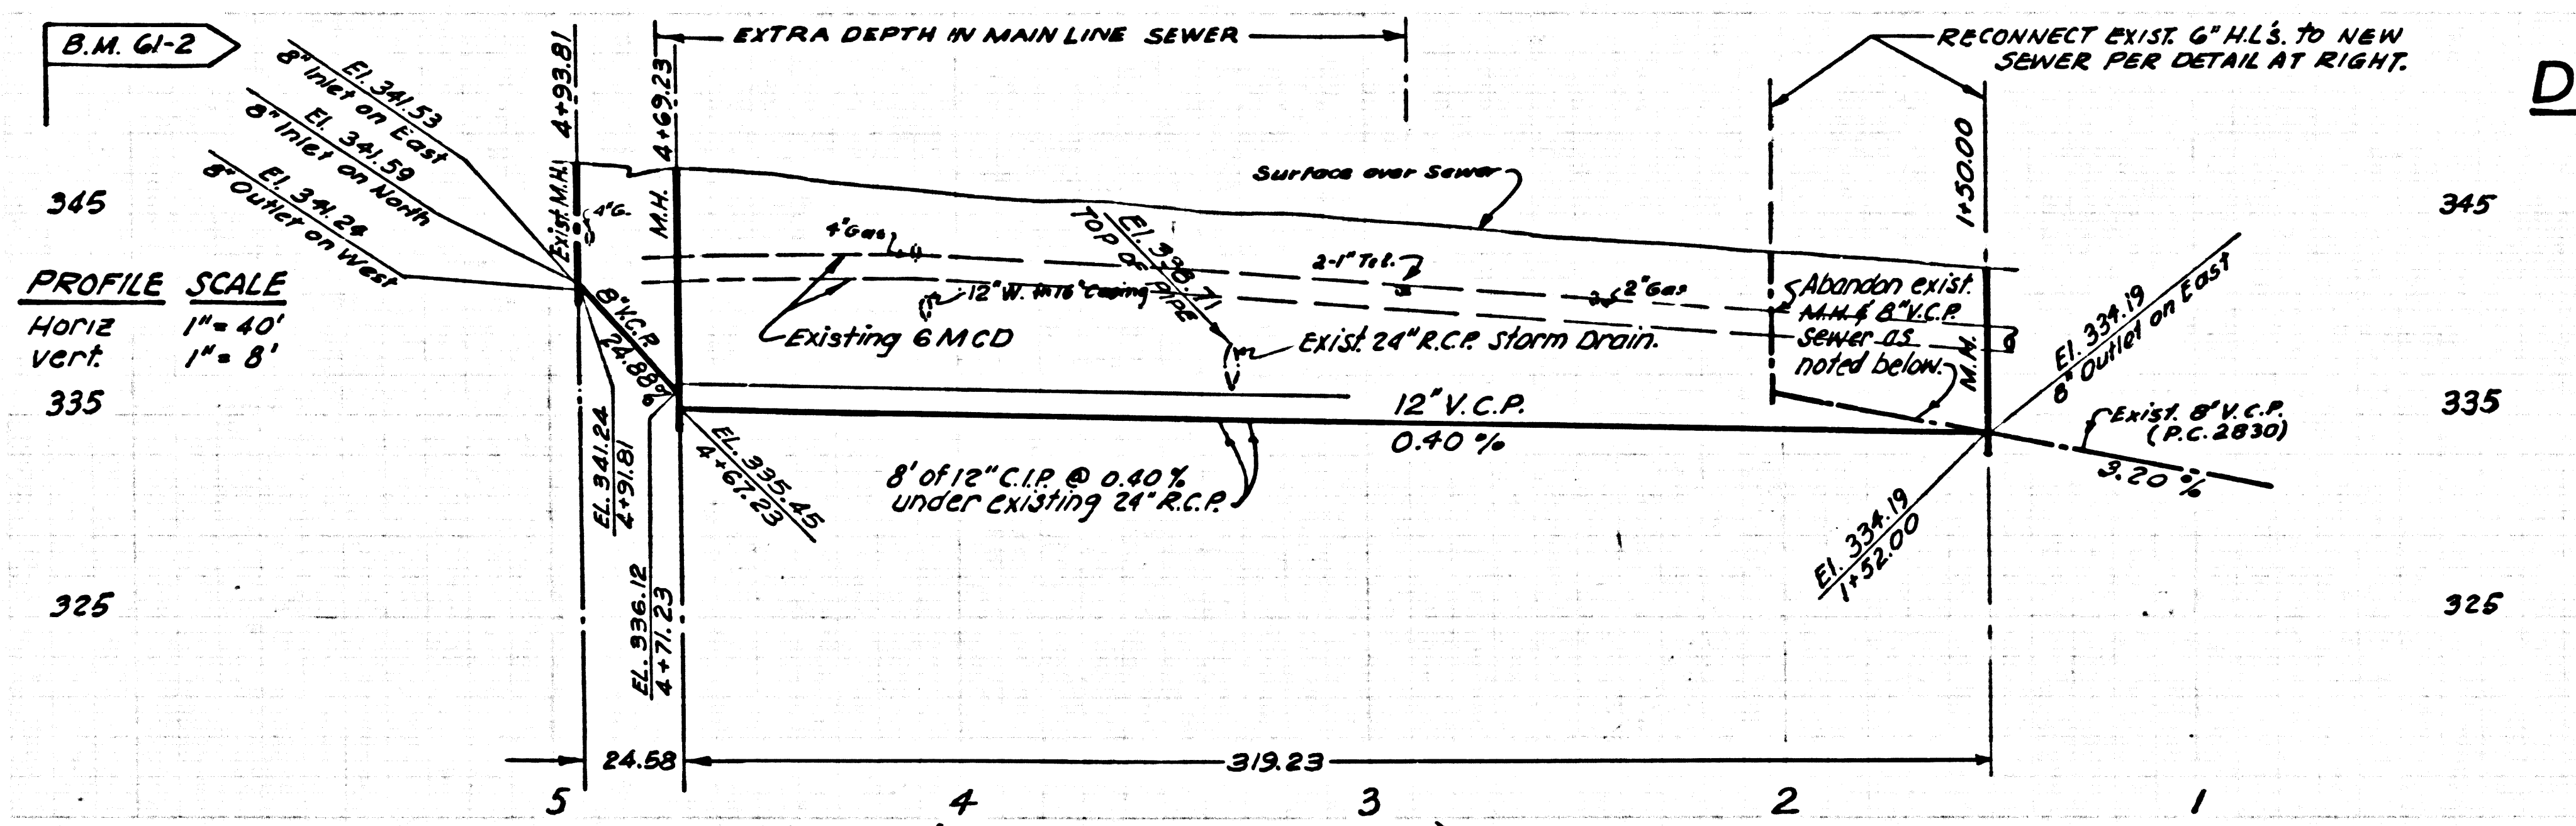 B.M. 61-2
El. 341.53
8" Inlet on East
El. 341.59
8" Inlet on North
El. 341.24
8" Outlet on West
4+93.81
4+69.23
EXTRA DEPTH IN MAIN LINE SEWER
RECONNECT EXIST. 6" H.L.'s. to NEW
SEWER PER DETAIL AT RIGHT.
D
345
Exist. M.H.
4"G.
M.H.
Surface over Sewer
1+50.00
345
PROFILE SCALE
Horiz 1" = 40'
Vert. 1" = 8'
4"Gas
TOP OF PIPE
2-1" Tel.
2"Gas
12" W. in 16" Casing
Existing 6 MCD
Exist. 24" R.C.P. Storm Drain.
Abandon exist.
M.H. & 8" V.C.P.
sewer as
noted below.
M.H.
El. 334.19
8" Outlet on East
8" V.C.P.
24.88%
335
335
12" V.C.P.
0.40 %
Exist. 8" V.C.P.
(P.C. 2830)
3.20 %
EL. 341.24
4+91.81
EL. 335.45
4+67.23
8' of 12" C.I.P. @ 0.40 %
under existing 24" R.C.P.
El. 334.19
1+52.00
EL. 336.12
4+71.23
325
325
24.58
319.23
5 4 3 2 1